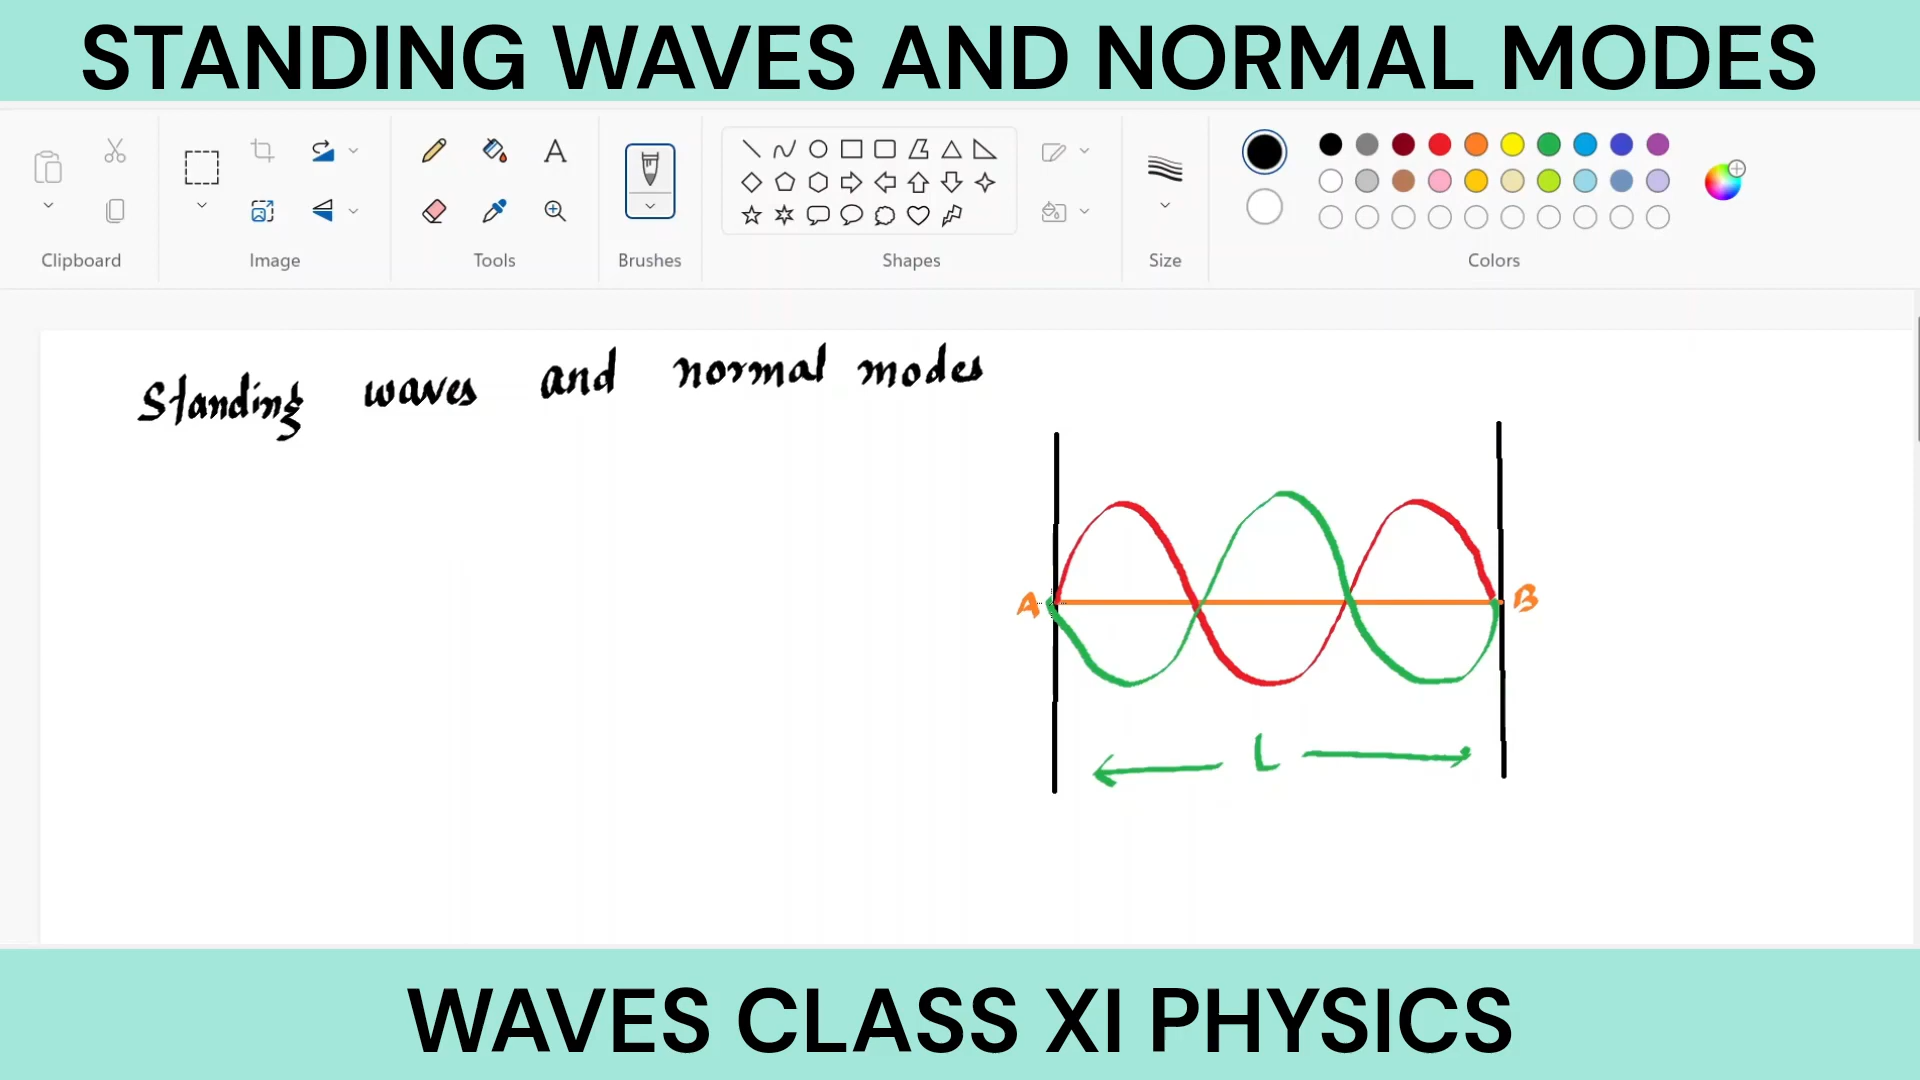 STANDING WAVES AND NORMAL MODES
Clipboard Image Tools Brushes Shapes Size Colors
Standing waves and normal modes
A B
L
WAVES CLASS XI PHYSICS